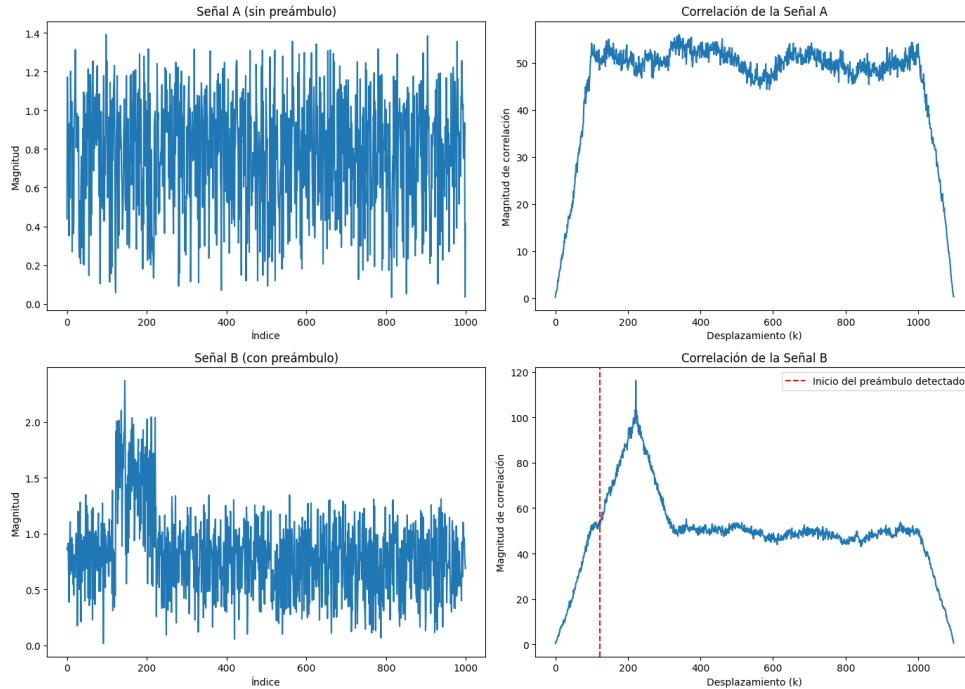 Señal A (sin preámbulo)
Magnitud
1.4
1.2
1.0
0.8
0.6
0.4
0.2
0.0
0 200 400 600 800 1000
Índice
Correlación de la Señal A
Magnitud de correlación
50
40
30
20
10
0
0 200 400 600 800 1000
Desplazamiento (k)
Señal B (con preámbulo)
Magnitud
2.0
1.5
1.0
0.5
0.0
0 200 400 600 800 1000
Índice
Correlación de la Señal B
Inicio del preámbulo detectado
Magnitud de correlación
120
100
80
60
40
20
0
0 200 400 600 800 1000
Desplazamiento (k)